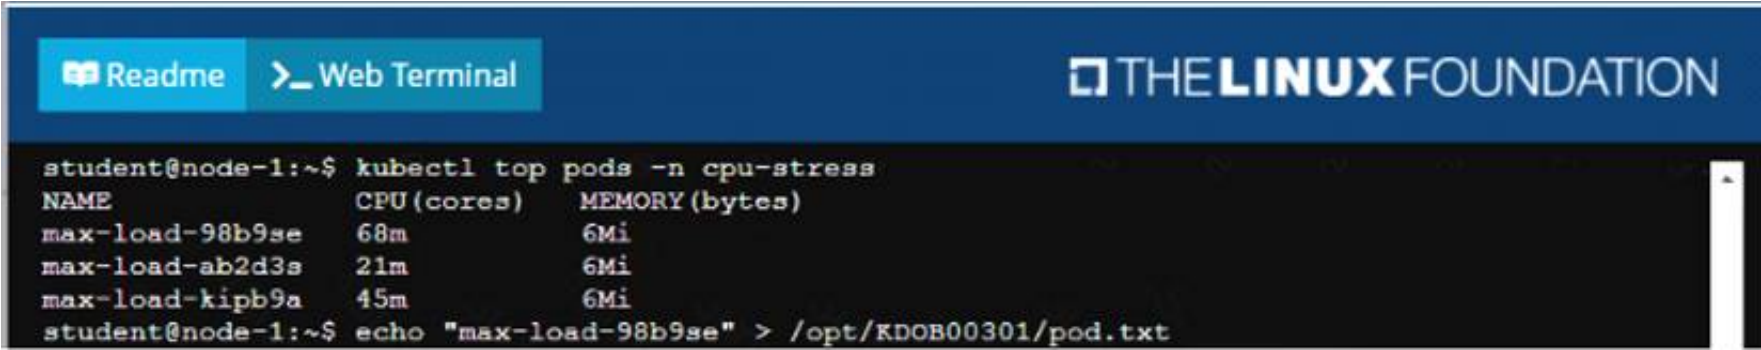 Readme >_ Web Terminal THE LINUX FOUNDATION
student@node-1:~$ kubectl top pods -n cpu-stress
NAME CPU(cores) MEMORY(bytes)
max-load-98b9se 68m 6Mi
max-load-ab2d3s 21m 6Mi
max-load-kipb9a 45m 6Mi
student@node-1:~$ echo "max-load-98b9se" > /opt/KDOB00301/pod.txt